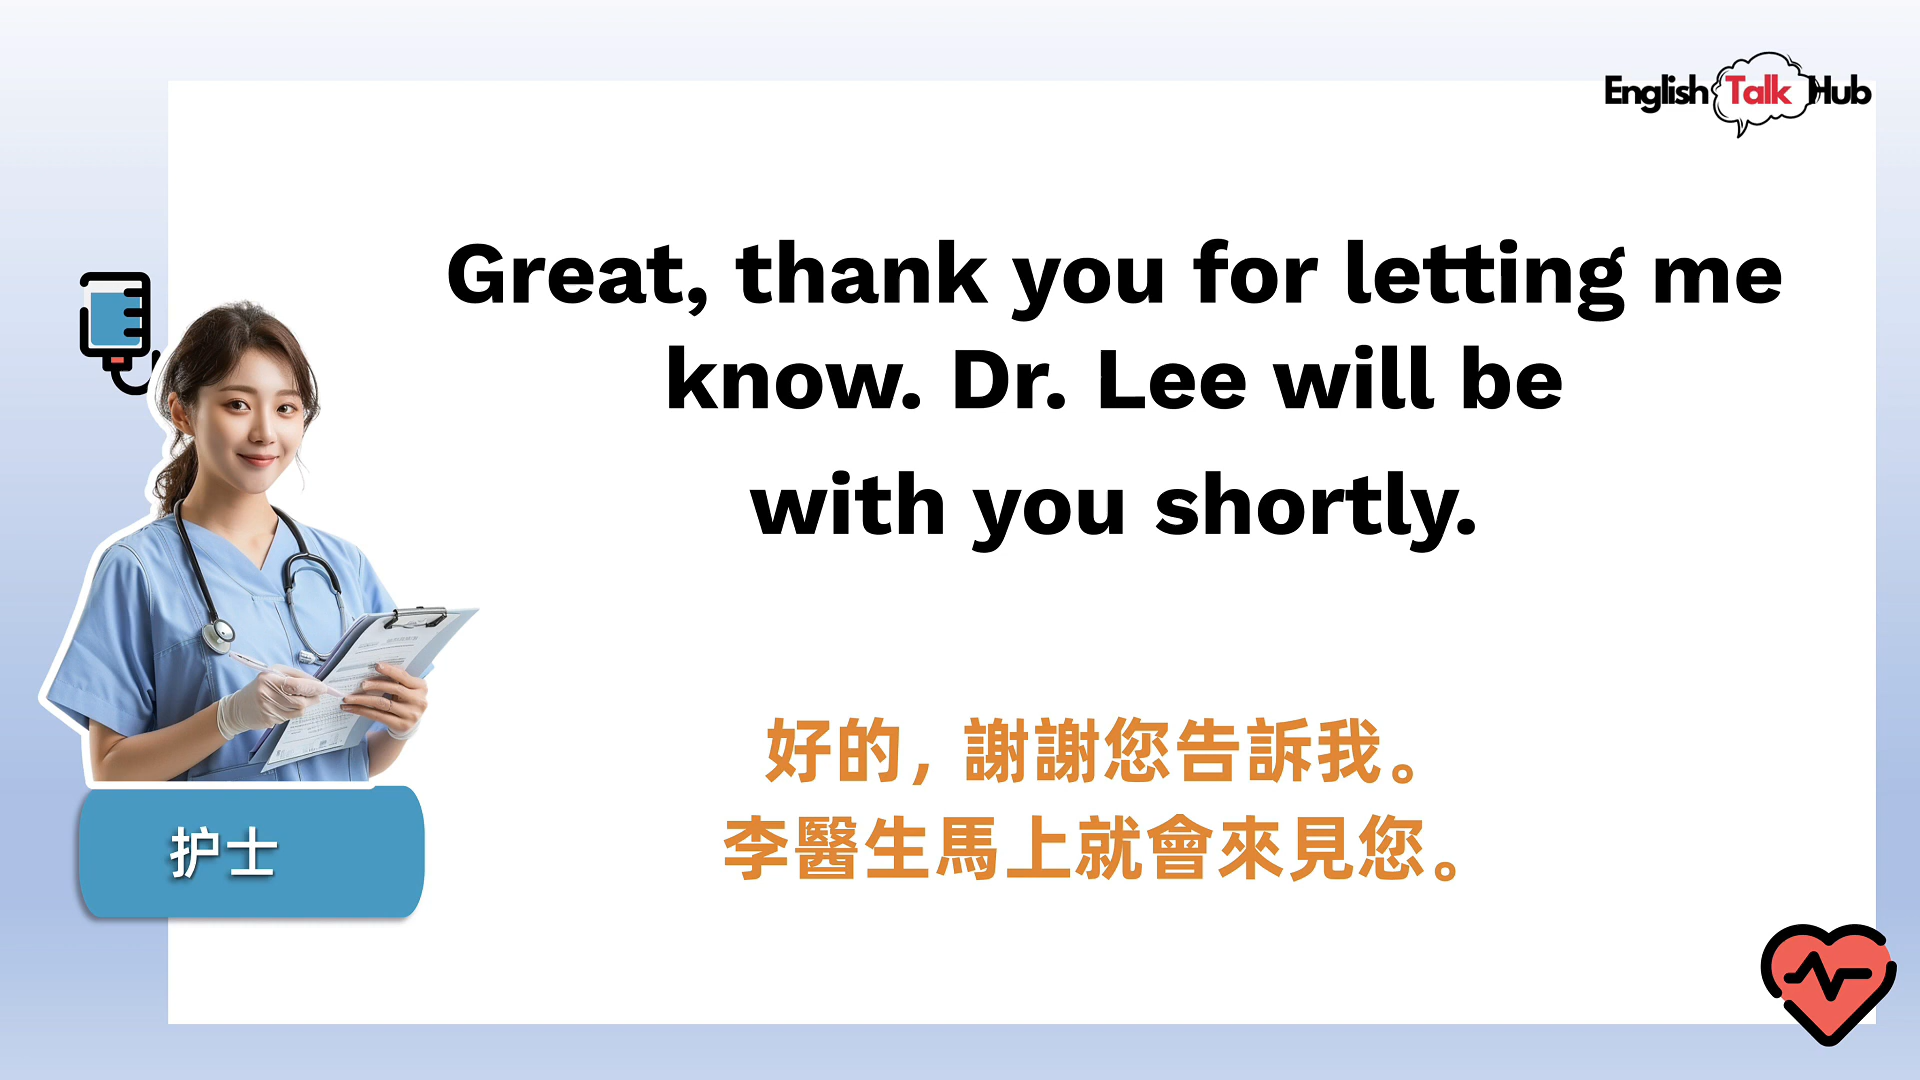 English Talk Hub
Great, thank you for letting me
know. Dr. Lee will be
with you shortly.
好的，謝謝您告訴我。
李醫生馬上就會來見您。
护士